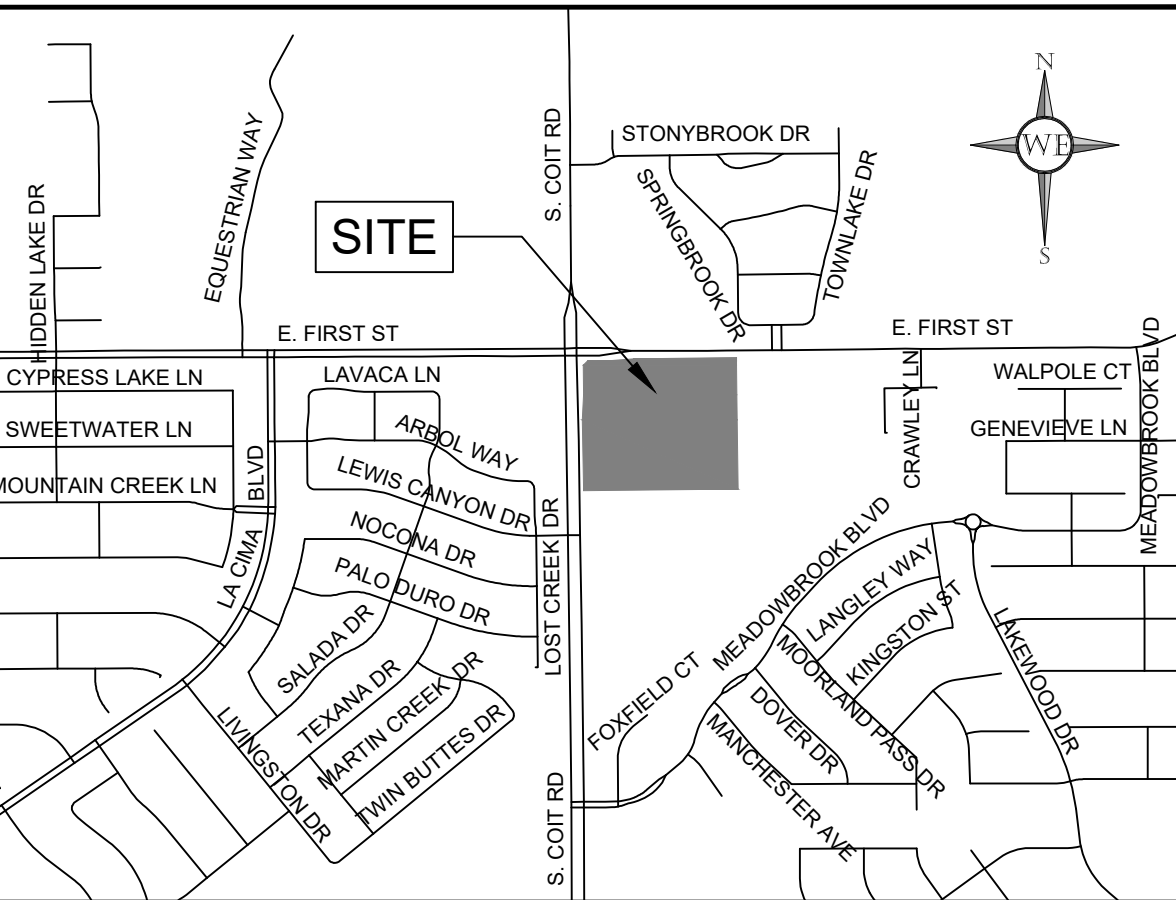 N
WE
S
STONYBROOK DR
S. COIT RD
EQUESTRIAN WAY
SPRINGBROOK DR
TOWNLAKE DR
HIDDEN LAKE DR
SITE
E. FIRST ST
E. FIRST ST
MEADOWBROOK BLVD
CYPRESS LAKE LN
LAVACA LN
CRAWLEY LN
WALPOLE CT
SWEETWATER LN
ARBOL WAY
GENEVIEVE LN
MOUNTAIN CREEK LN
LA CIMA BLVD
LEWIS CANYON DR
NOCONA DR
PALO DURO DR
LOST CREEK DR
MEADOWBROOK BLVD
LANGLEY WAY
KINGSTON ST
SALADA DR
TEXANA DR
MARTIN CREEK DR
TWIN BUTTES DR
LIVINGSTON DR
FOXFIELD CT
MOORLAND PASS DR
DOVER DR
MANCHESTER AVE
LAKEWOOD DR
S. COIT RD